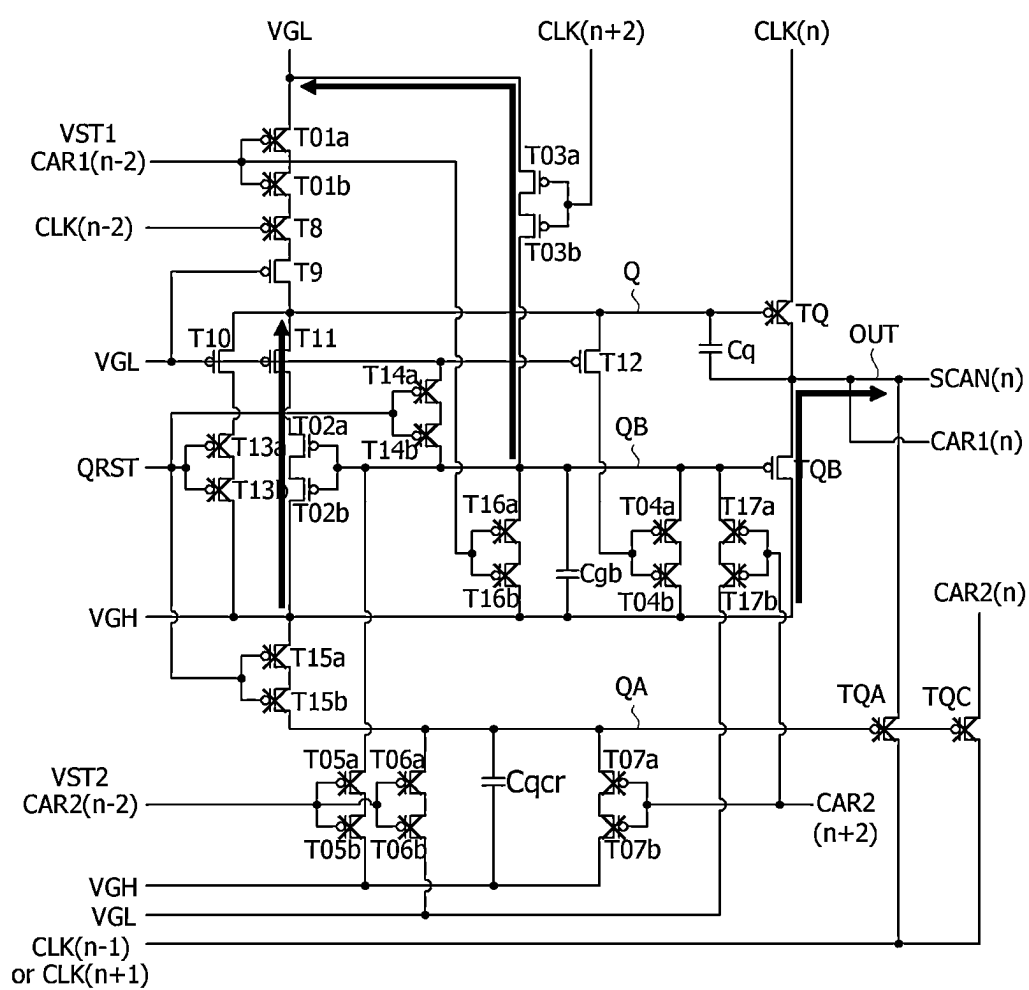 VGL
CLK(n+2)
CLK(n)
VST1
CAR1(n-2)
T01a
T01b
T03a
CLK(n-2)
T8
T03b
T9
Q
TQ
T10
T11
OUT
VGL
T12
Cq
SCAN(n)
T14a
T02a
QB
CAR1(n)
T13a
T14b
QRST
TQB
T13b
T02b
T16a
T04a
T17a
Cgb
T16b
T04b
T17b
CAR2(n)
VGH
T15a
QA
TQA
TQC
T15b
T05a
T06a
T07a
VST2
CAR2(n-2)
Cqcr
CAR2
(n+2)
T05b
T06b
T07b
VGH
VGL
CLK(n-1)
or CLK(n+1)